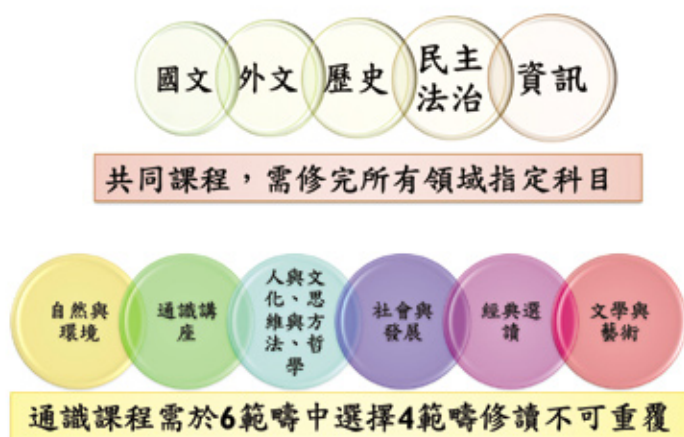 國文
外文
歷史
民主
法治
資訊
共同課程，需修完所有領域指定科目
自然與
環境
通識講
座
人與文
化、思
維與方
法、哲
學
社會與
發展
經典選
讀
文學與
藝術
通識課程需於6範疇中選擇4範疇修讀不可重覆